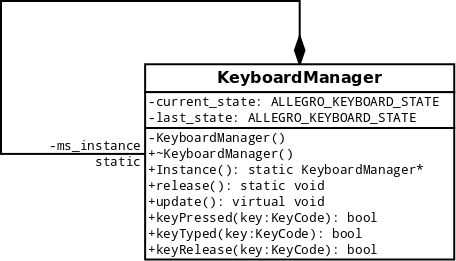 KeyboardManager
-current_state: ALLEGRO_KEYBOARD_STATE
-last_state: ALLEGRO_KEYBOARD_STATE
-ms_instance
static
-KeyboardManager()
+~KeyboardManager()
+Instance(): static KeyboardManager*
+release(): static void
+update(): virtual void
+keyPressed(key:KeyCode): bool
+keyTyped(key:KeyCode): bool
+keyRelease(key:KeyCode): bool